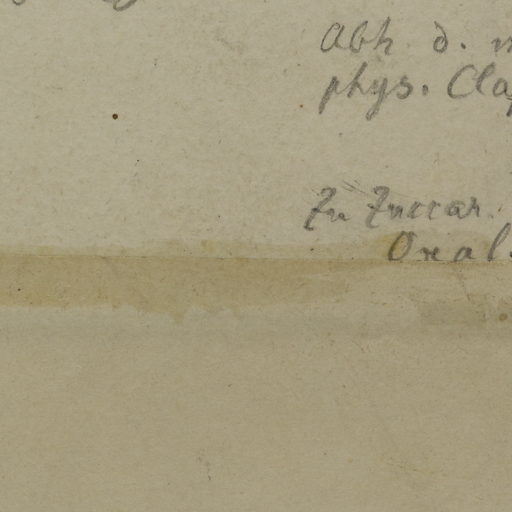 Abh. d.
phys. Cla
Zu Zuccar.
Oxal.